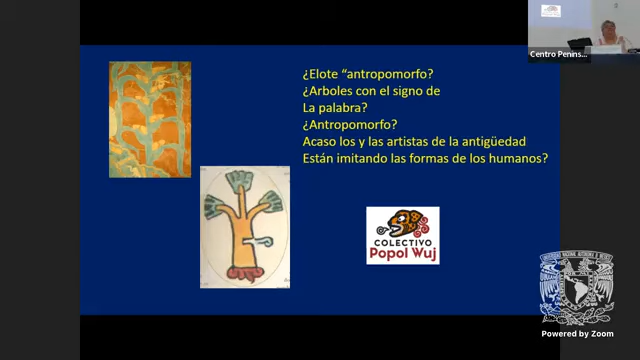 Centro Penins...
¿Elote “antropomorfo?
¿Arboles con el signo de
La palabra?
¿Antropomorfo?
Acaso los y las artistas de la antigüedad
Están imitando las formas de los humanos?
COLECTIVO
Popol Wuj
Powered by Zoom